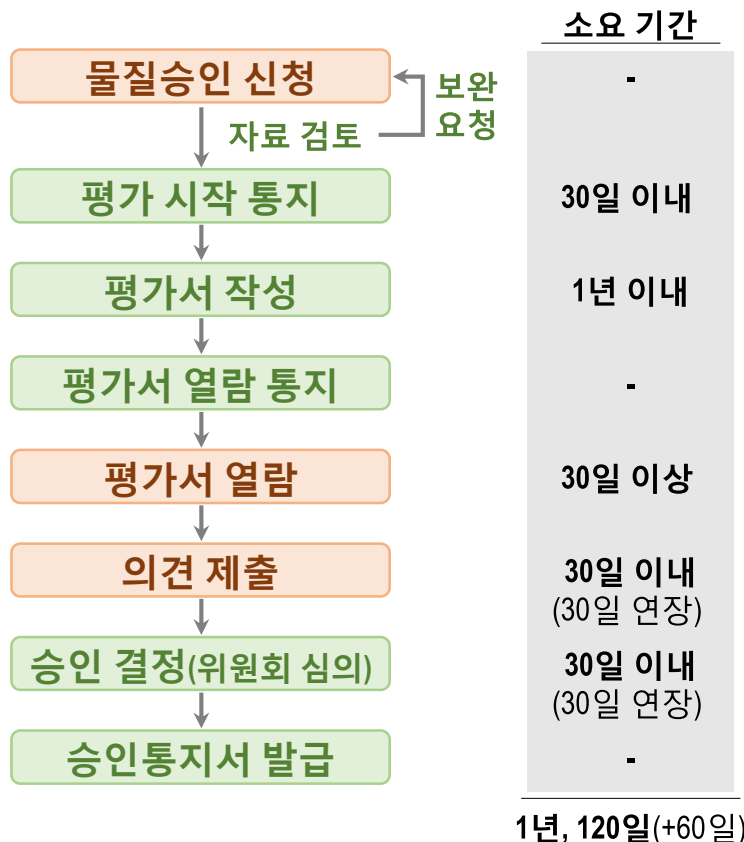 소요 기간
물질승인 신청
-
보완
요청
자료 검토
평가 시작 통지
30일 이내
평가서 작성
1년 이내
평가서 열람 통지
-
평가서 열람
30일 이상
의견 제출
30일 이내
(30일 연장)
승인 결정(위원회 심의)
30일 이내
(30일 연장)
승인통지서 발급
-
1년, 120일(+60일)